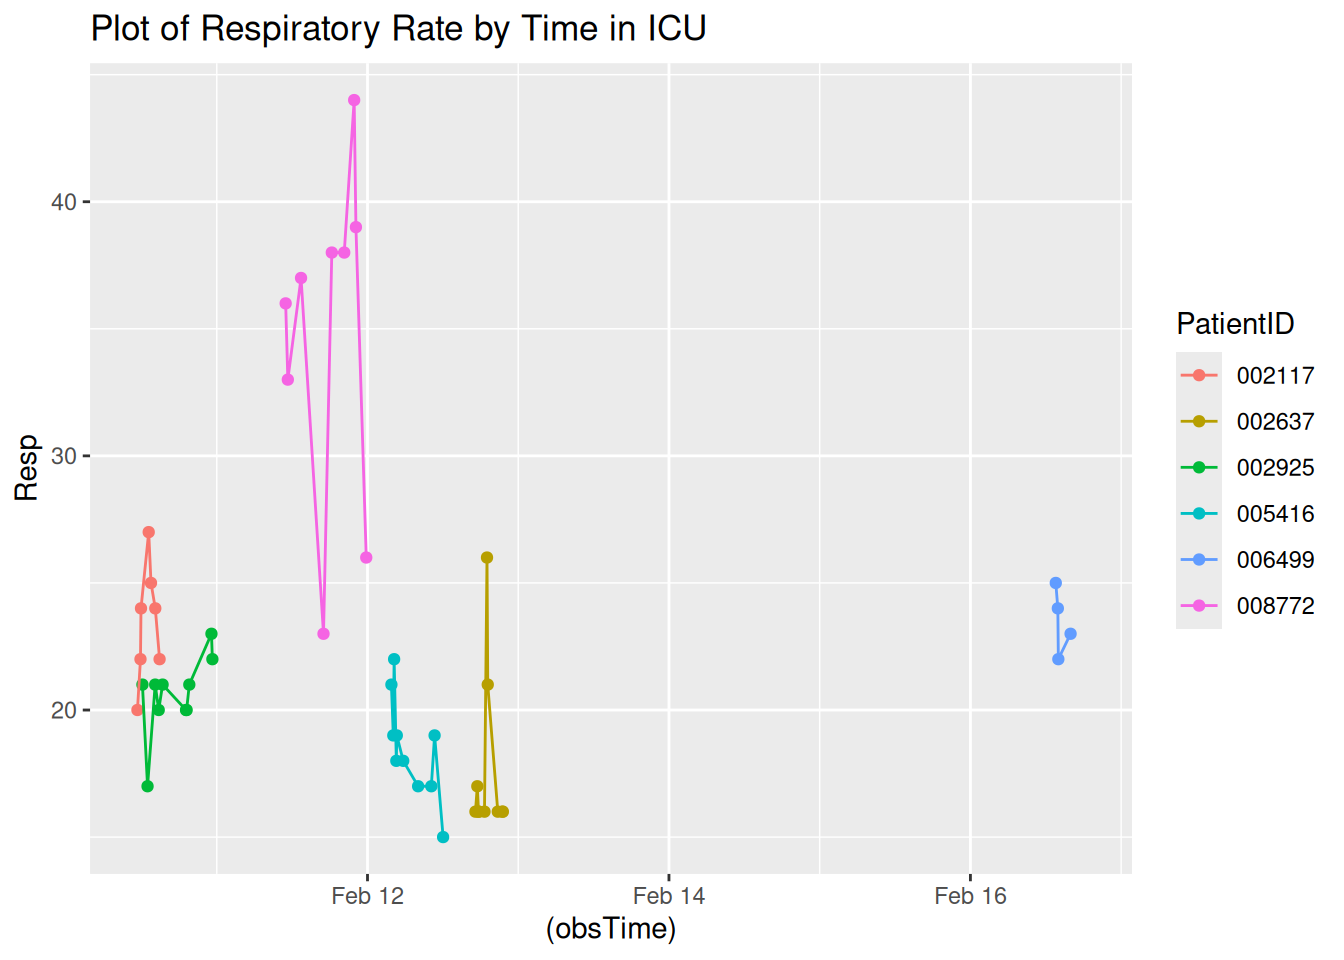 Plot of Respiratory Rate by Time in ICU
Resp
40
30
20
Feb 12
Feb 14
Feb 16
(obsTime)
PatientID
002117
002637
002925
005416
006499
008772